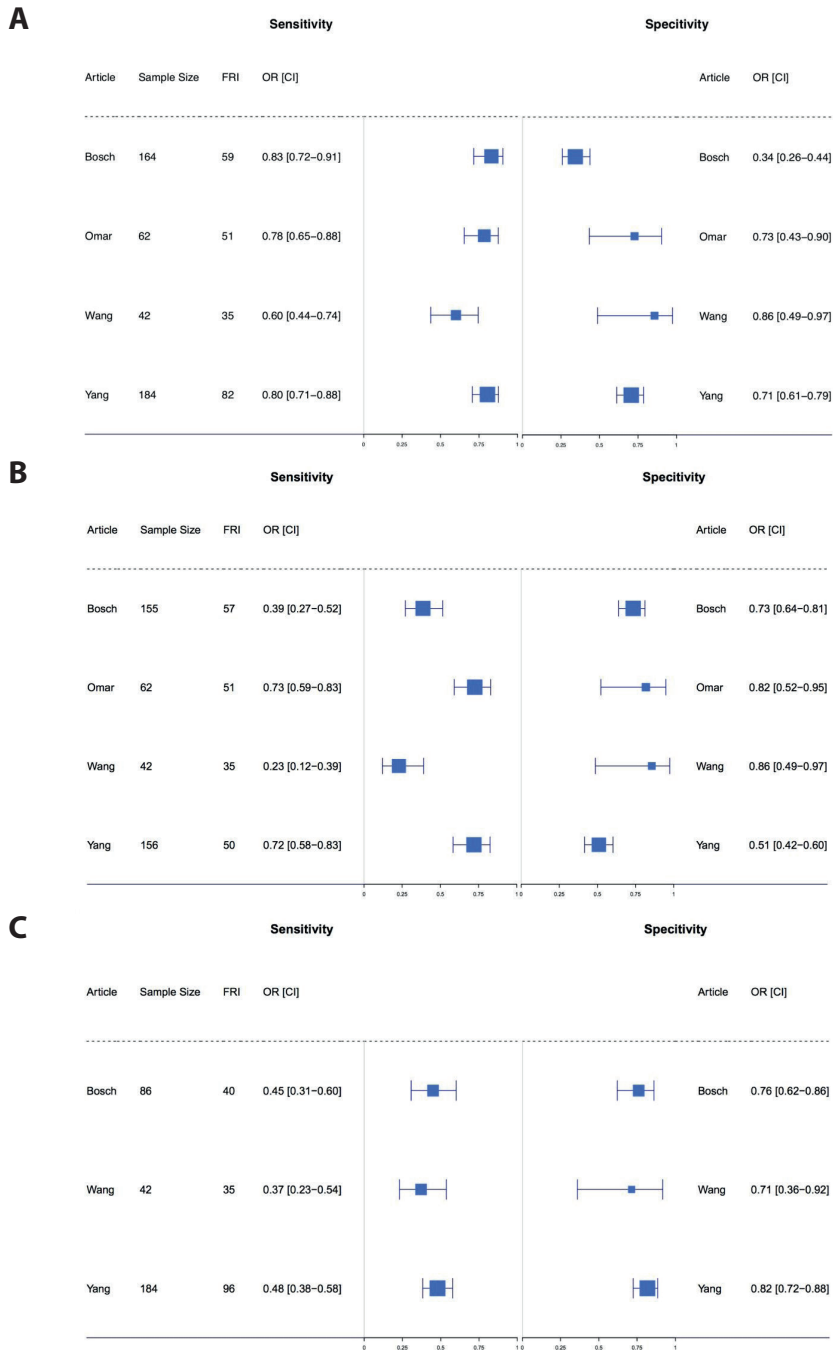 A
Sensitivity Specitivity
Article Sample Size FRI OR [CI] Article OR [CI]
Bosch 164 59 0.83 [0.72–0.91] Bosch 0.34 [0.26–0.44]
Omar 62 51 0.78 [0.65–0.88] Omar 0.73 [0.43–0.90]
Wang 42 35 0.60 [0.44–0.74] Wang 0.86 [0.49–0.97]
Yang 184 82 0.80 [0.71–0.88] Yang 0.71 [0.61–0.79]
0 0.25 0.5 0.75 1 0 0.25 0.5 0.75 1
B
Sensitivity Specitivity
Article Sample Size FRI OR [CI] Article OR [CI]
Bosch 155 57 0.39 [0.27–0.52] Bosch 0.73 [0.64–0.81]
Omar 62 51 0.73 [0.59–0.83] Omar 0.82 [0.52–0.95]
Wang 42 35 0.23 [0.12–0.39] Wang 0.86 [0.49–0.97]
Yang 156 50 0.72 [0.58–0.83] Yang 0.51 [0.42–0.60]
0 0.25 0.5 0.75 1 0 0.25 0.5 0.75 1
C
Sensitivity Specitivity
Article Sample Size FRI OR [CI] Article OR [CI]
Bosch 86 40 0.45 [0.31–0.60] Bosch 0.76 [0.62–0.86]
Wang 42 35 0.37 [0.23–0.54] Wang 0.71 [0.36–0.92]
Yang 184 96 0.48 [0.38–0.58] Yang 0.82 [0.72–0.88]
0 0.25 0.5 0.75 1 0 0.25 0.5 0.75 1